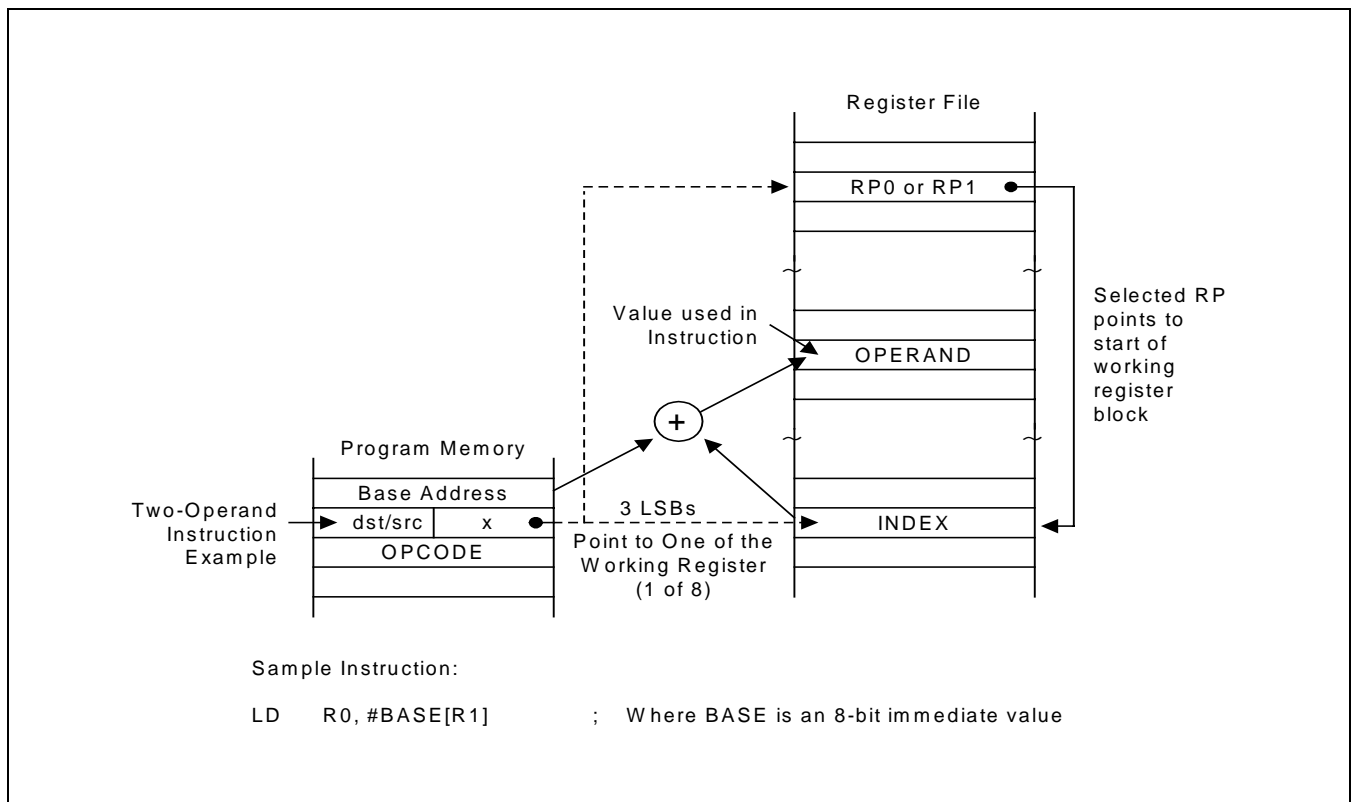 Register File
RP0 or RP1
Selected RP
points to
start of
working
register
block
Value used in
Instruction
OPERAND
+
Program Memory
Base Address
Two-Operand
Instruction
Example
dst/src
x
3 LSBs
INDEX
OPCODE
Point to One of the
Working Register
(1 of 8)
Sample Instruction:
LD R0, #BASE[R1] ; Where BASE is an 8-bit immediate value